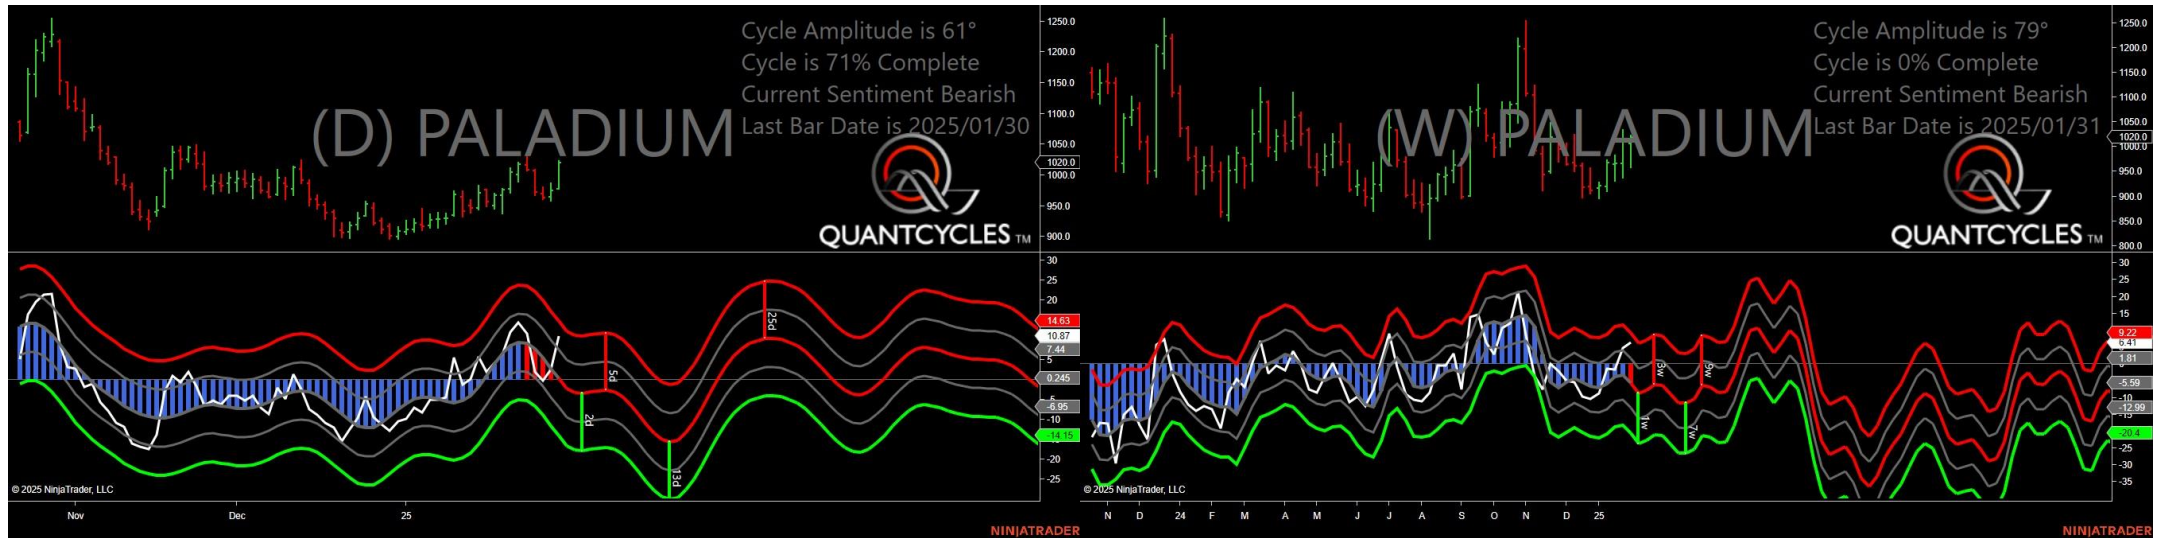 Cycle Amplitude is 61°
Cycle is 71% Complete
Current Sentiment Bearish
Last Bar Date is 2025/01/30
(D) PALADIUM
QUANTCYCLES TM
1250.0
1200.0
1150.0
1100.0
1050.0
1020.0
1000.0
950.0
900.0
30
25
20
14.63
10.87
7.44
5
0.245
-5
-6.95
-10
-14.15
-20
-25
2d
5d
13d
25d
© 2025 NinjaTrader, LLC
Nov
Dec
25
NINJATRADER
Cycle Amplitude is 79°
Cycle is 0% Complete
Current Sentiment Bearish
Last Bar Date is 2025/01/31
(W) PALADIUM
QUANTCYCLES TM
1250.0
1200.0
1150.0
1100.0
1050.0
1020.0
1000.0
950.0
900.0
850.0
800.0
30
25
20
15
9.22
6.41
1.81
-5.59
-10
-12.99
-15
-20.4
-25
-30
-35
1w
3w
7w
9w
© 2025 NinjaTrader, LLC
N D 24 F M A M J J A S O N D 25
NINJATRADER